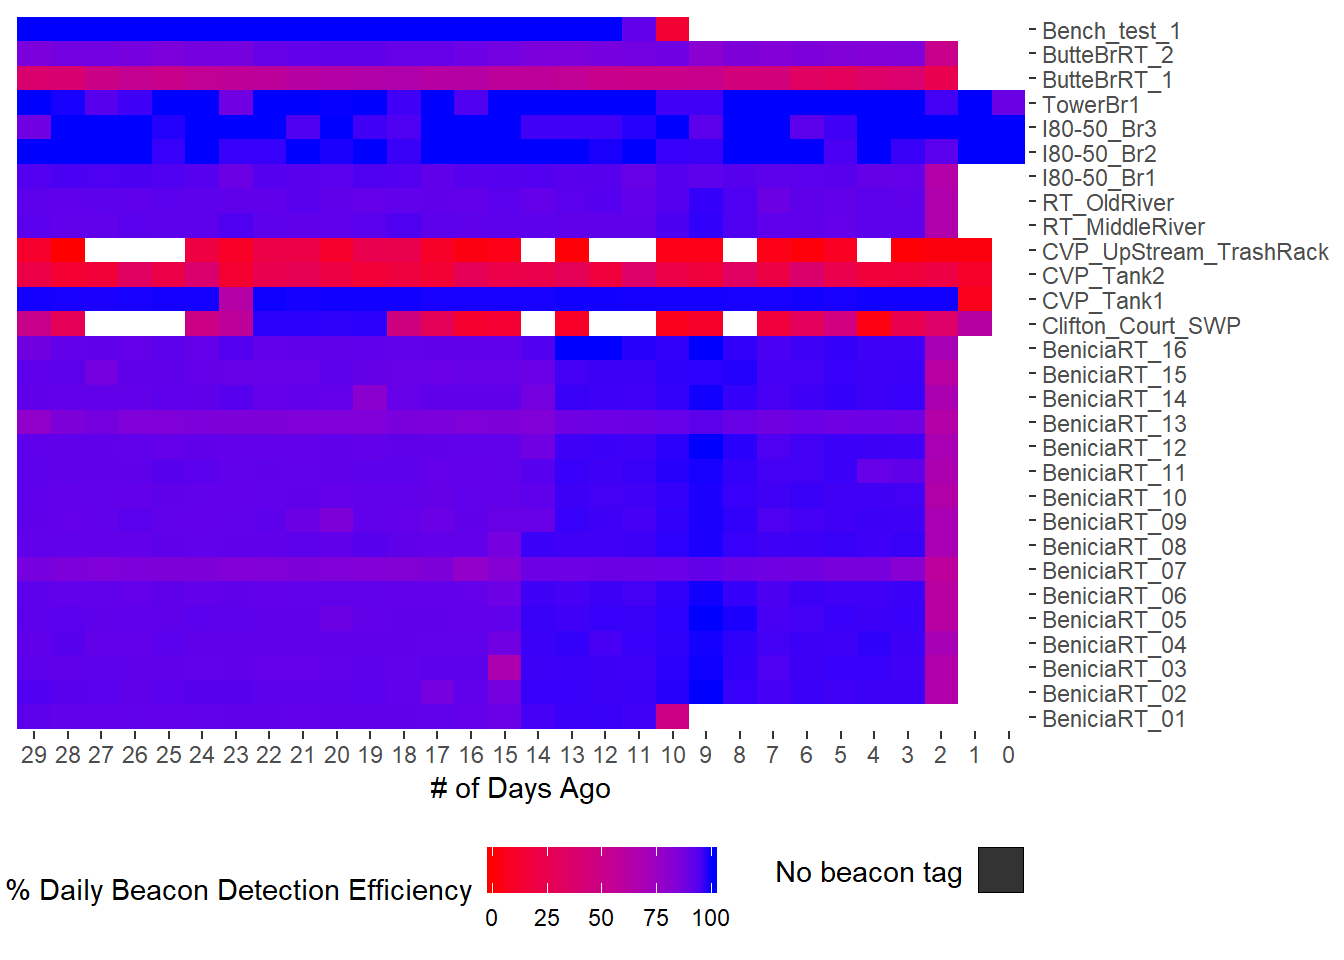 Bench_test_1
ButteBrRT_2
ButteBrRT_1
TowerBr1
I80-50_Br3
I80-50_Br2
I80-50_Br1
RT_OldRiver
RT_MiddleRiver
CVP_UpStream_TrashRack
CVP_Tank2
CVP_Tank1
Clifton_Court_SWP
BeniciaRT_16
BeniciaRT_15
BeniciaRT_14
BeniciaRT_13
BeniciaRT_12
BeniciaRT_11
BeniciaRT_10
BeniciaRT_09
BeniciaRT_08
BeniciaRT_07
BeniciaRT_06
BeniciaRT_05
BeniciaRT_04
BeniciaRT_03
BeniciaRT_02
BeniciaRT_01
29 28 27 26 25 24 23 22 21 20 19 18 17 16 15 14 13 12 11 10 9 8 7 6 5 4 3 2 1 0
# of Days Ago
% Daily Beacon Detection Efficiency
0 25 50 75 100
No beacon tag